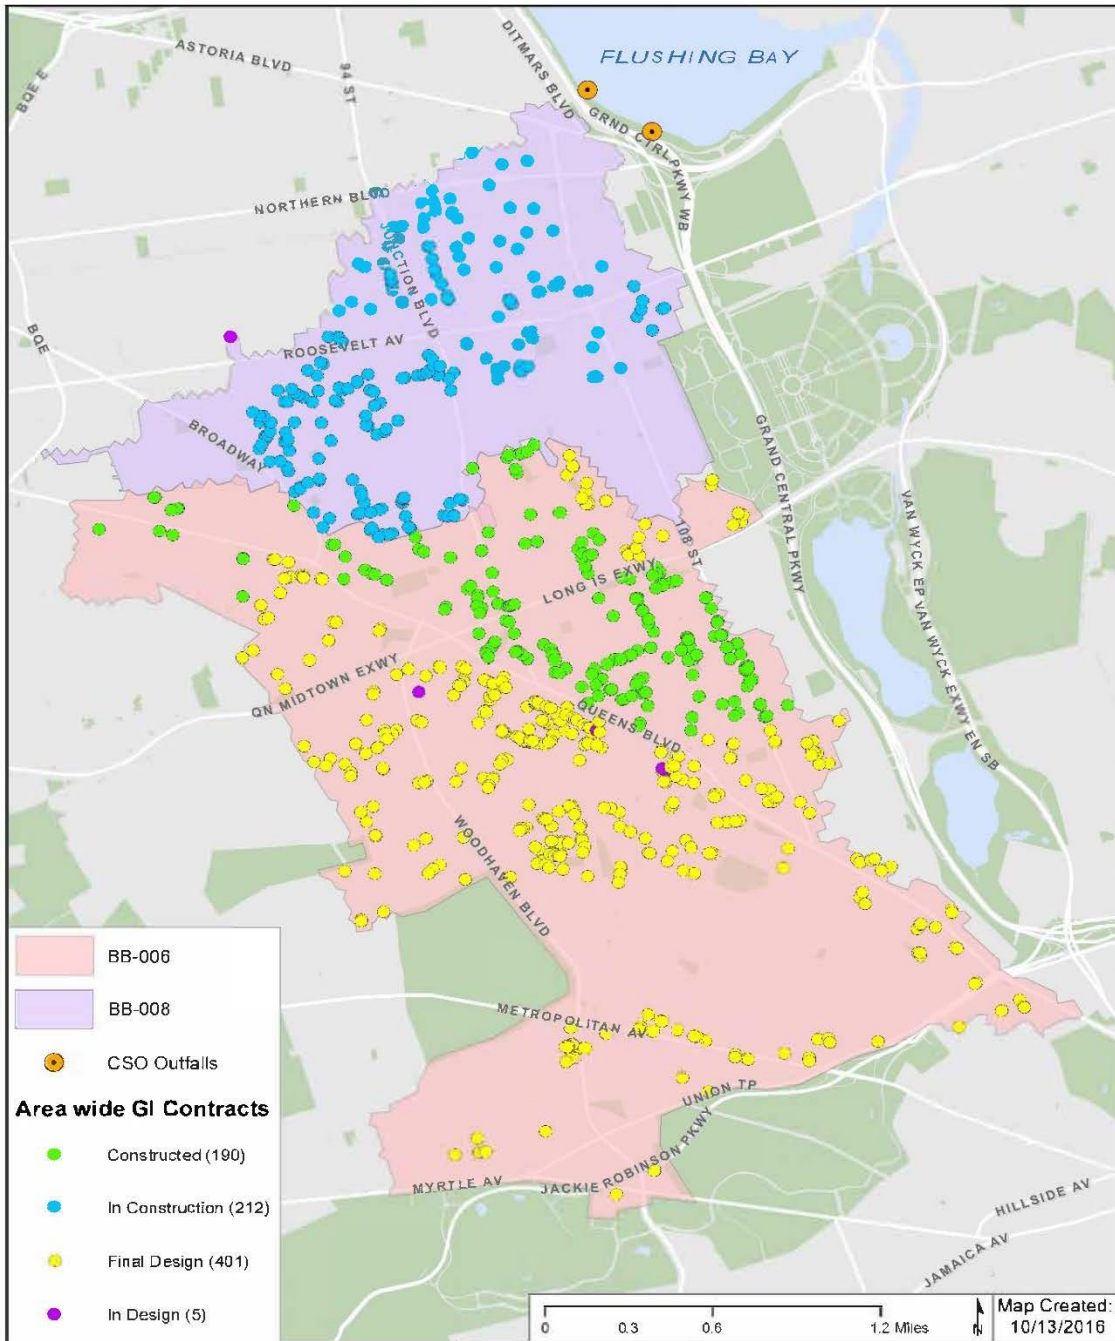 FLUSHING BAY
ASTORIA BLVD
DITMARS BLVD
BQE E
94 ST
GRND CTRL PKWY WB
NORTHERN BLVD
JUNCTION BLVD
BQE
ROOSEVELT AV
BROADWAY
GRAND CENTRAL PKWY
VAN WYCK EP VAN WYCK EXWY EN SB
108 ST
LONG IS EXWY
QN MIDTOWN EXWY
QUEENS BLVD
WOODHAVEN BLVD
METROPOLITAN AV
UNION TP
JACKIE ROBINSON PKWY
MYRTLE AV
HILLSIDE AV
JAMAICA AV
BB-006
BB-008
CSO Outfalls
Area wide GI Contracts
Constructed (190)
In Construction (212)
Final Design (401)
In Design (5)
0 0.3 0.6 1.2 Miles
N
Map Created:
10/13/2016